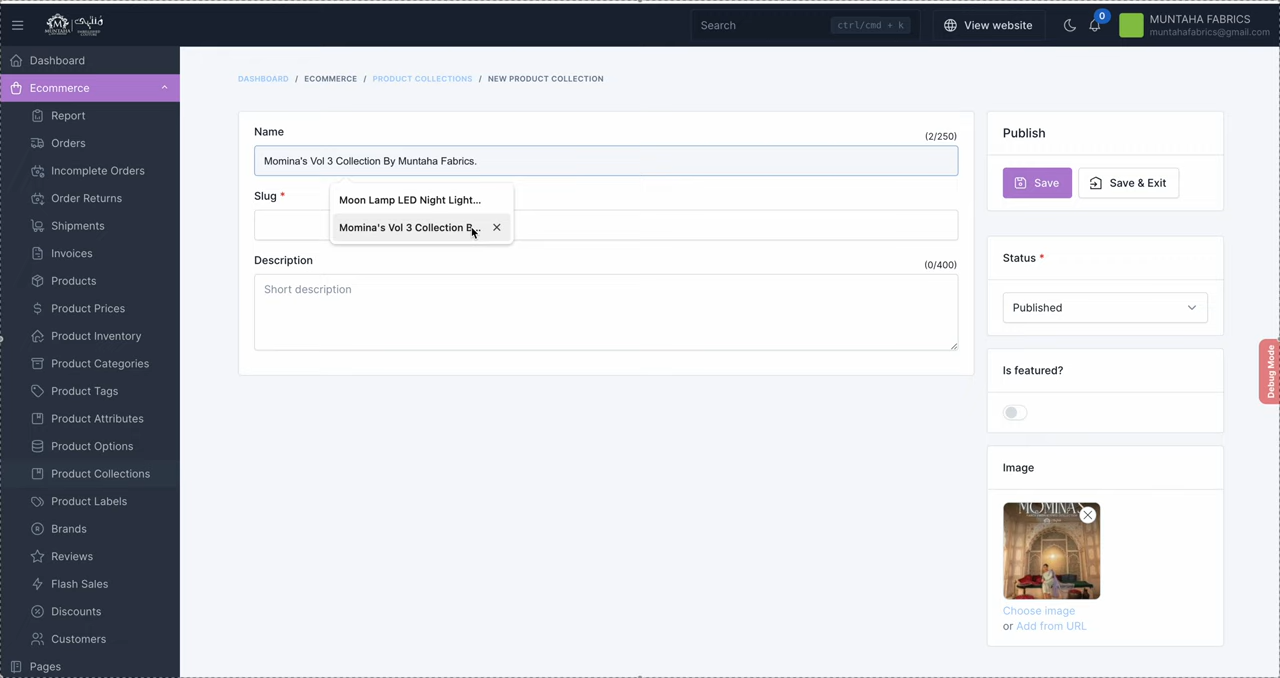 MONTAHA
Search
ctrl/cmd + k
View website
0
MUNTAHA FABRICS
muntahafabrics@gmail.com
Dashboard
Ecommerce
Report
Orders
Incomplete Orders
Order Returns
Shipments
Invoices
Products
Product Prices
Product Inventory
Product Categories
Product Tags
Product Attributes
Product Options
Product Collections
Product Labels
Brands
Reviews
Flash Sales
Discounts
Customers
Pages
DASHBOARD / ECOMMERCE / PRODUCT COLLECTIONS / NEW PRODUCT COLLECTION
Name
(2/250)
Momina's Vol 3 Collection By Muntaha Fabrics.
Moon Lamp LED Night Light...
Momina's Vol 3 Collection B...
Slug *
Description
(0/400)
Short description
Publish
Save
Save & Exit
Status *
Published
Is featured?
Image
MOMINA
Choose image
or Add from URL
Debug Mode